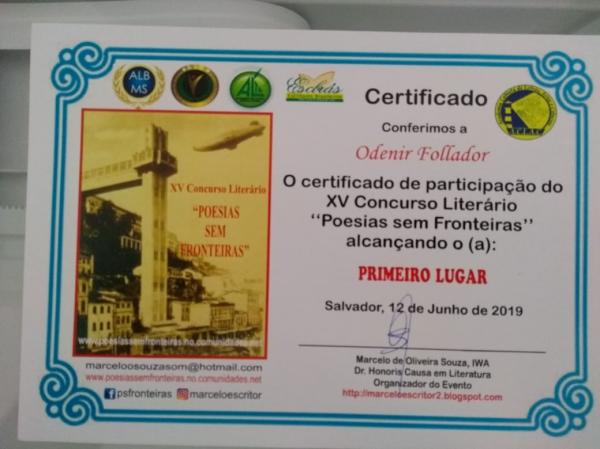 ALB
MS
Certificado
Conferimos a
Odenir Follador
O certificado de participação do
XV Concurso Literário
‘‘Poesias sem Fronteiras’’
alcançando o (a):
PRIMEIRO LUGAR
Salvador, 12 de Junho de 2019
Marcelo de Oliveira Souza, IWA
Dr. Honoris Causa em Literatura
Organizador do Evento
http://marceloescritor2.blogspot.com
XV Concurso Literário
“POESIAS
SEM
FRONTEIRAS”
www.poesiassemfronteiras.no.comunidades.net
marceloosouzasom@hotmail.com
www.poesiassemfronteiras.no.comunidades.net
psfronteiras marceloescritor